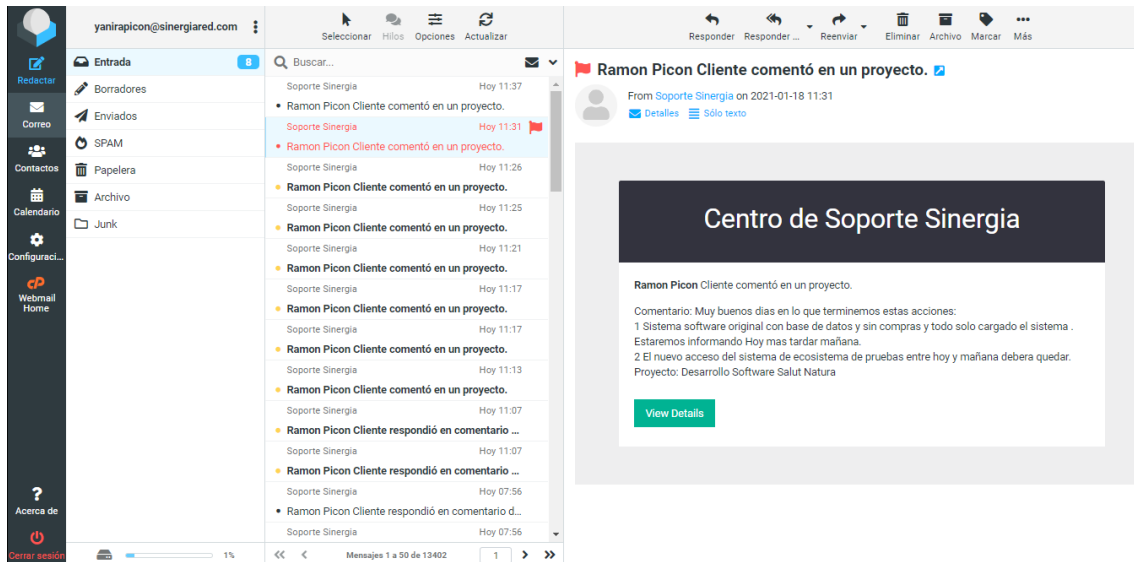 yanirapicon@sinergiared.com
Seleccionar Hilos Opciones Actualizar
Responder Responder ... Reenviar Eliminar Archivo Marcar Más
Redactar
Correo
Contactos
Calendario
Configuraci...
cP
Webmail
Home
?
Acerca de
Cerrar sesión
Entrada 8
Borradores
Enviados
SPAM
Papelera
Archivo
Junk
1%
Buscar...
Soporte Sinergia Hoy 11:37
Ramon Picon Cliente comentó en un proyecto.
Soporte Sinergia Hoy 11:31
Ramon Picon Cliente comentó en un proyecto.
Soporte Sinergia Hoy 11:26
Ramon Picon Cliente comentó en un proyecto.
Soporte Sinergia Hoy 11:25
Ramon Picon Cliente comentó en un proyecto.
Soporte Sinergia Hoy 11:21
Ramon Picon Cliente comentó en un proyecto.
Soporte Sinergia Hoy 11:17
Ramon Picon Cliente comentó en un proyecto.
Soporte Sinergia Hoy 11:17
Ramon Picon Cliente comentó en un proyecto.
Soporte Sinergia Hoy 11:13
Ramon Picon Cliente comentó en un proyecto.
Soporte Sinergia Hoy 11:07
Ramon Picon Cliente respondió en comentario ...
Soporte Sinergia Hoy 11:07
Ramon Picon Cliente respondió en comentario ...
Soporte Sinergia Hoy 07:56
Ramon Picon Cliente respondió en comentario d...
Soporte Sinergia Hoy 07:56
Mensajes 1 a 50 de 13402 1
Ramon Picon Cliente comentó en un proyecto.
From Soporte Sinergia on 2021-01-18 11:31
Detalles Sólo texto
Centro de Soporte Sinergia
Ramon Picon Cliente comentó en un proyecto.
Comentario: Muy buenos dias en lo que terminemos estas acciones:
1 Sistema software original con base de datos y sin compras y todo solo cargado el sistema .
Estaremos informando Hoy mas tardar mañana.
2 El nuevo acceso del sistema de ecosistema de pruebas entre hoy y mañana debera quedar.
Proyecto: Desarrollo Software Salut Natura
View Details